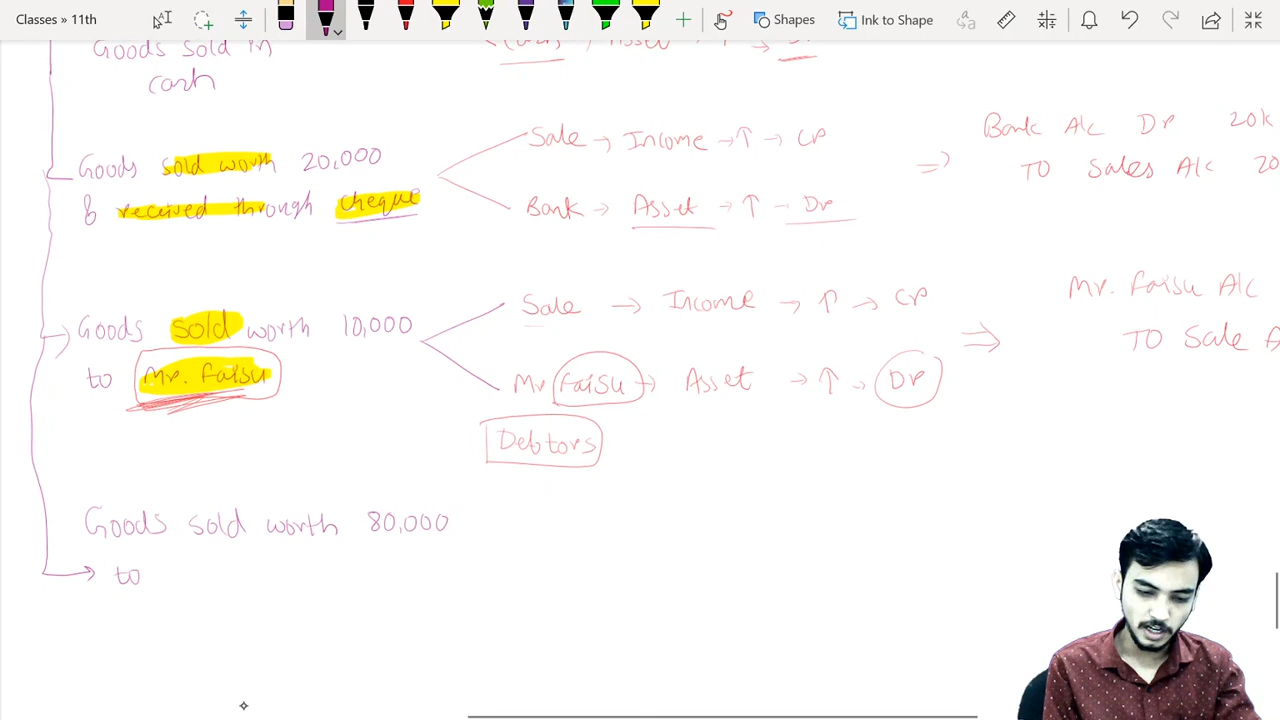 Classes » 11th
Shapes
Ink to Shape
Goods sold in
cash
Asset
Goods sold worth 20,000
& received through cheque
Sale → Income → ↑ → Cr
Bank → Asset → ↑ → Dr
⇒ Bank A/c Dr 20k
TO Sales A/c 20
Goods sold worth 10,000
to Mr. Faisu
Sale → Income → ↑ → Cr
Mr Faisu → Asset → ↑ → Dr
Debtors
⇒ Mr. Faisu A/c
TO Sale A
Goods sold worth 80,000
→ to